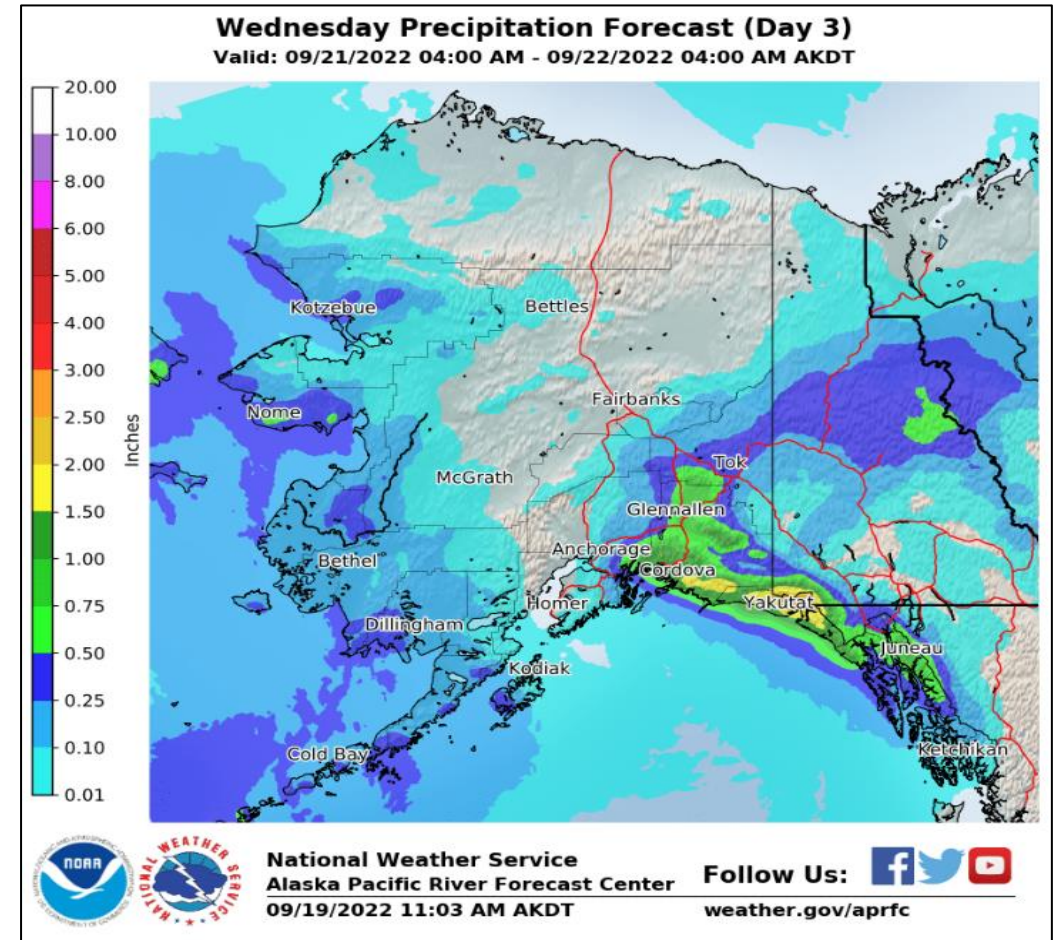 Wednesday Precipitation Forecast (Day 3)
Valid: 09/21/2022 04:00 AM - 09/22/2022 04:00 AM AKDT
20.00
10.00
8.00
6.00
5.00
4.00
3.00
2.50
2.00
1.50
1.00
0.75
0.50
0.25
0.10
0.01
Inches
Kotzebue
Bettles
Nome
Fairbanks
McGrath
Tok
Glennallen
Bethel
Anchorage
Cordova
Homer
Yakutat
Dillingham
Juneau
Kodiak
Cold Bay
Ketchikan
NOAA
NATIONAL WEATHER SERVICE
National Weather Service
Alaska Pacific River Forecast Center
09/19/2022 11:03 AM AKDT
Follow Us:
weather.gov/aprfc